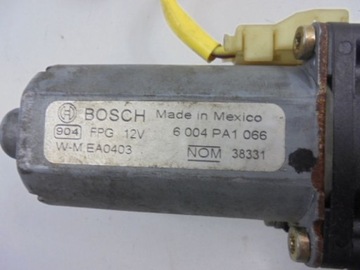 BOSCH Made in Mexico
904 FPG 12V 6 004 PA1 066
W-M EA0403 NOM 38331